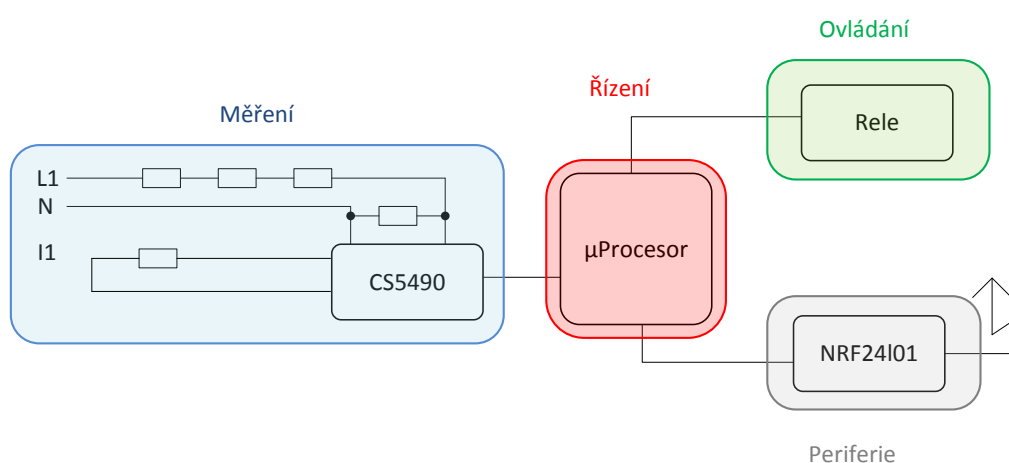 Ovládání
Řízení
Měření
Rele
L1
N
I1
µProcesor
CS5490
NRF24l01
Periferie